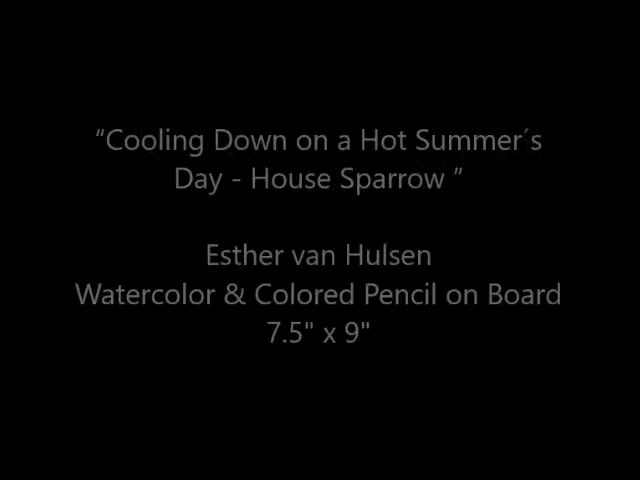 “Cooling Down on a Hot Summer´s
Day - House Sparrow ”
Esther van Hulsen
Watercolor & Colored Pencil on Board
7.5" x 9"